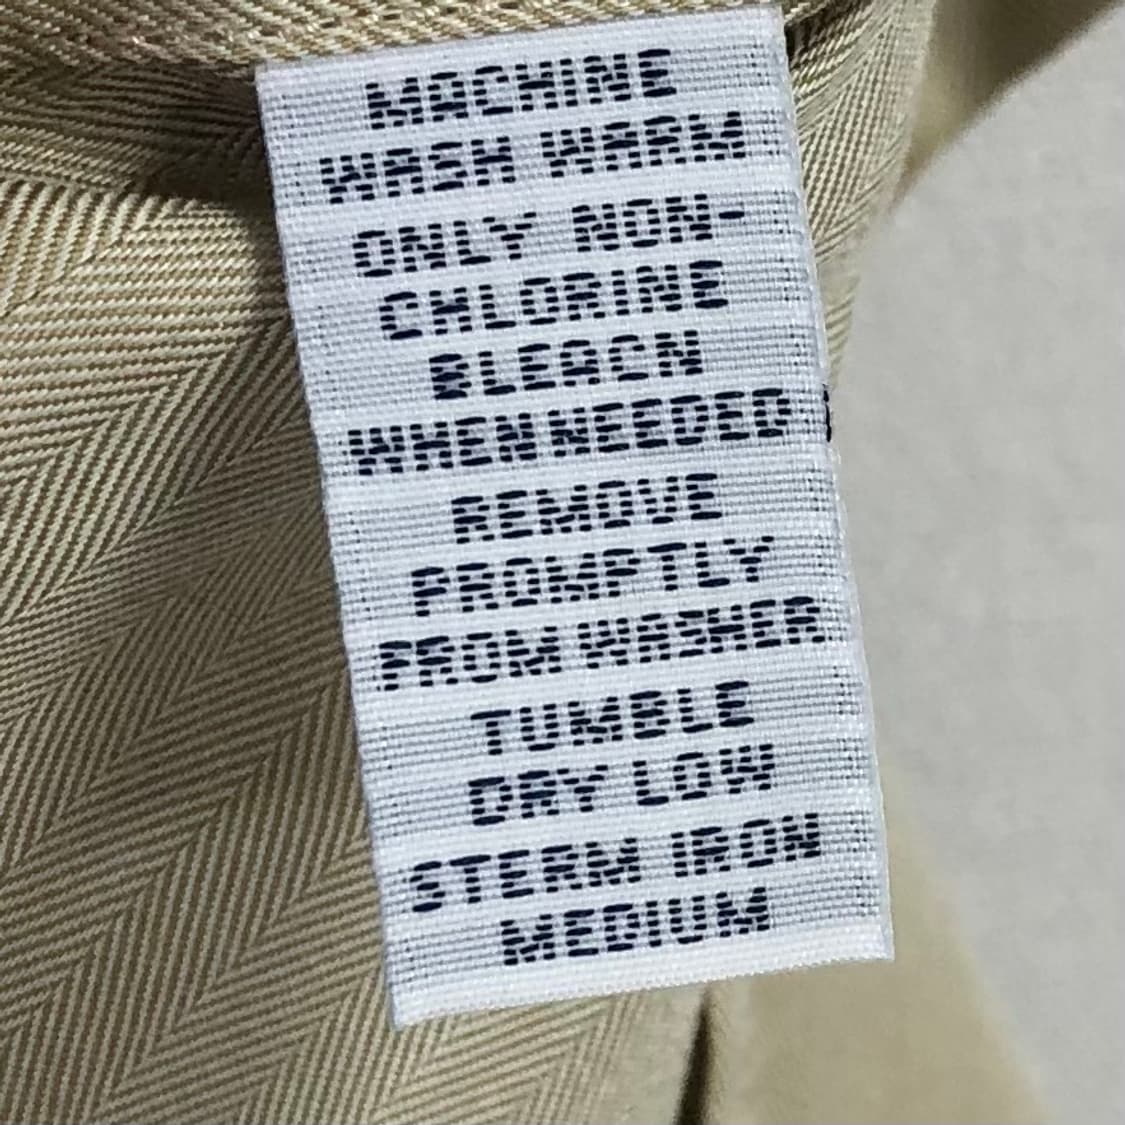 MACHINE
WASH WARM
ONLY NON-
CHLORINE
BLEACN
WHEN NEEDED
REMOVE
PROMPTLY
FROM WASHER
TUMBLE
DRY LOW
STERM IRON
MEDIUM